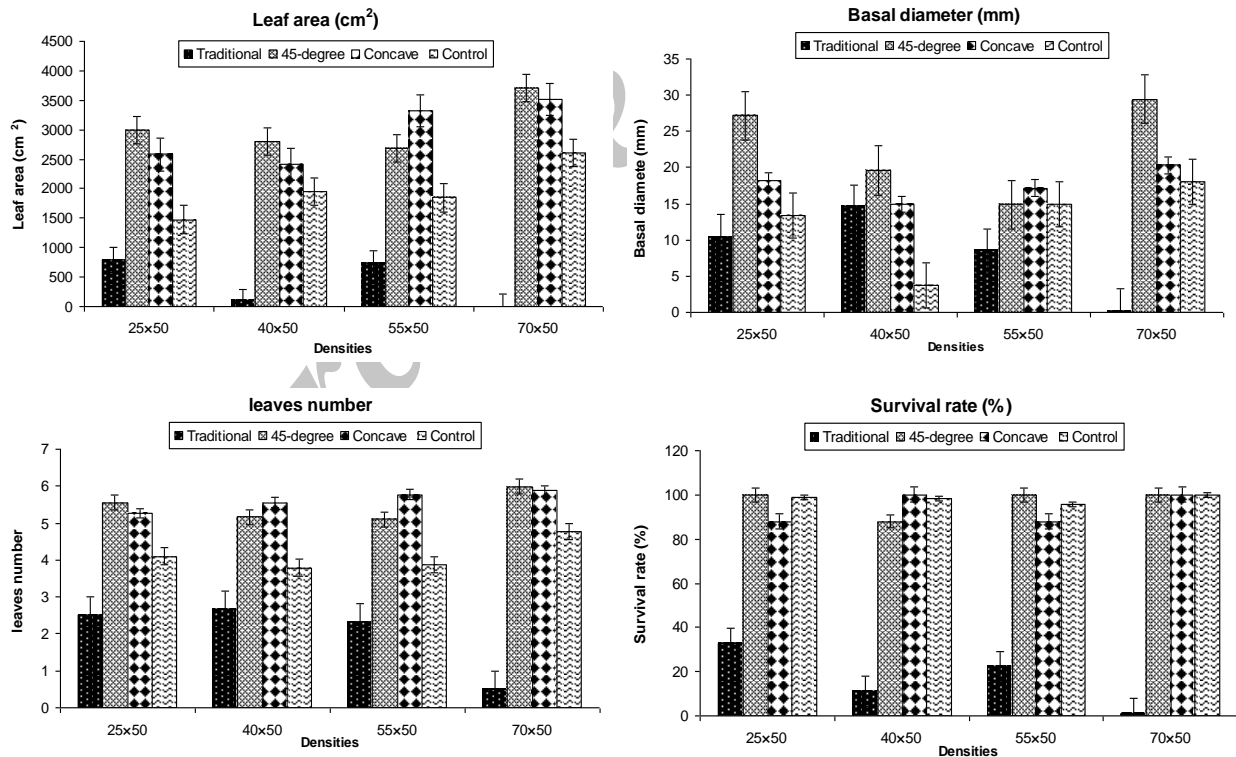 Leaf area (cm²)
Traditional 45-degree Concave Control
Leaf area (cm ²)
4500
4000
3500
3000
2500
2000
1500
1000
500
0
25×50 40×50 55×50 70×50
Densities
Basal diameter (mm)
Traditional 45-degree Concave Control
Basal diamete (mm)
35
30
25
20
15
10
5
0
25×50 40×50 55×50 70×50
Densities
leaves number
Traditional 45-degree Concave Control
leaves number
7
6
5
4
3
2
1
0
25×50 40×50 55×50 70×50
Densities
Survival rate (%)
Traditional 45-degree Concave Control
Survival rate (%)
120
100
80
60
40
20
0
25×50 40×50 55×50 70×50
Densities